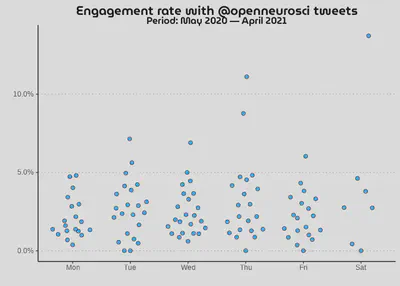 Engagement rate with @openneurosci tweets
Period: May 2020 — April 2021
10.0%
5.0%
0.0%
Mon Tue Wed Thu Fri Sat